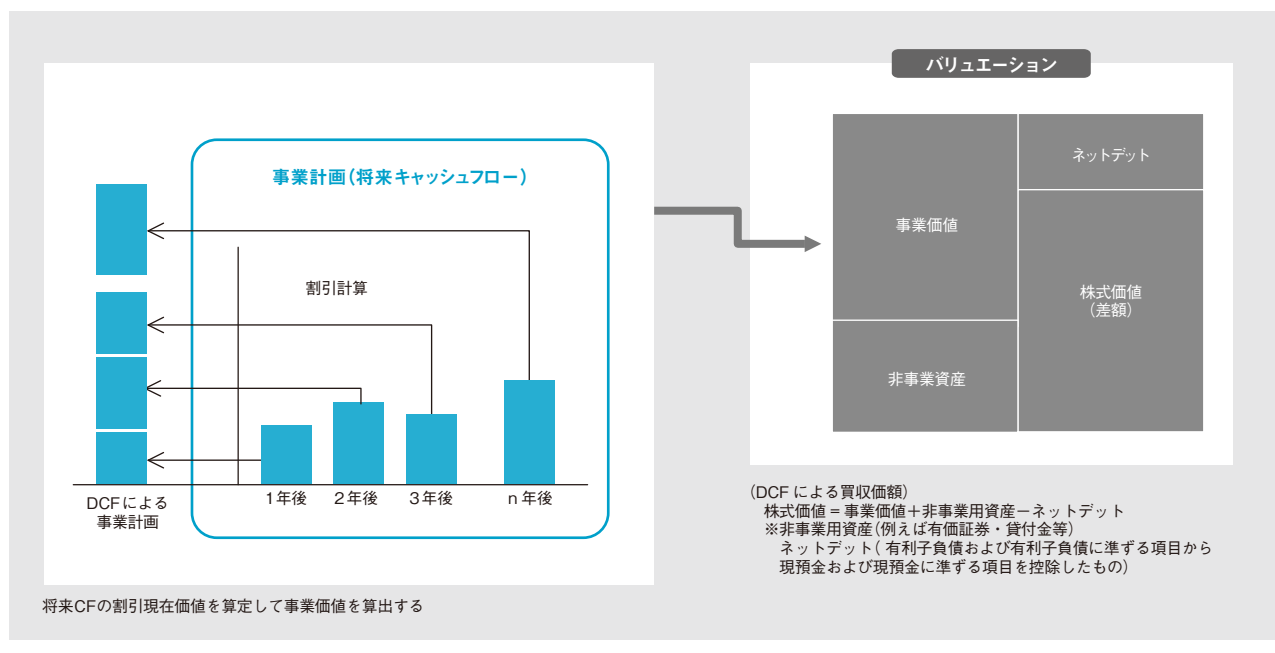 事業計画(将来キャッシュフロー)
割引計算
1年後
2年後
3年後
n年後
DCFによる
事業計画
将来CFの割引現在価値を算定して事業価値を算出する
バリュエーション
事業価値
非事業資産
ネットデット
株式価値
(差額)
(DCFによる買収価額)
株式価値=事業価値+非事業用資産-ネットデット
※非事業用資産(例えば有価証券・貸付金等)
ネットデット(有利子負債および有利子負債に準ずる項目から
現預金および現預金に準ずる項目を控除したもの)